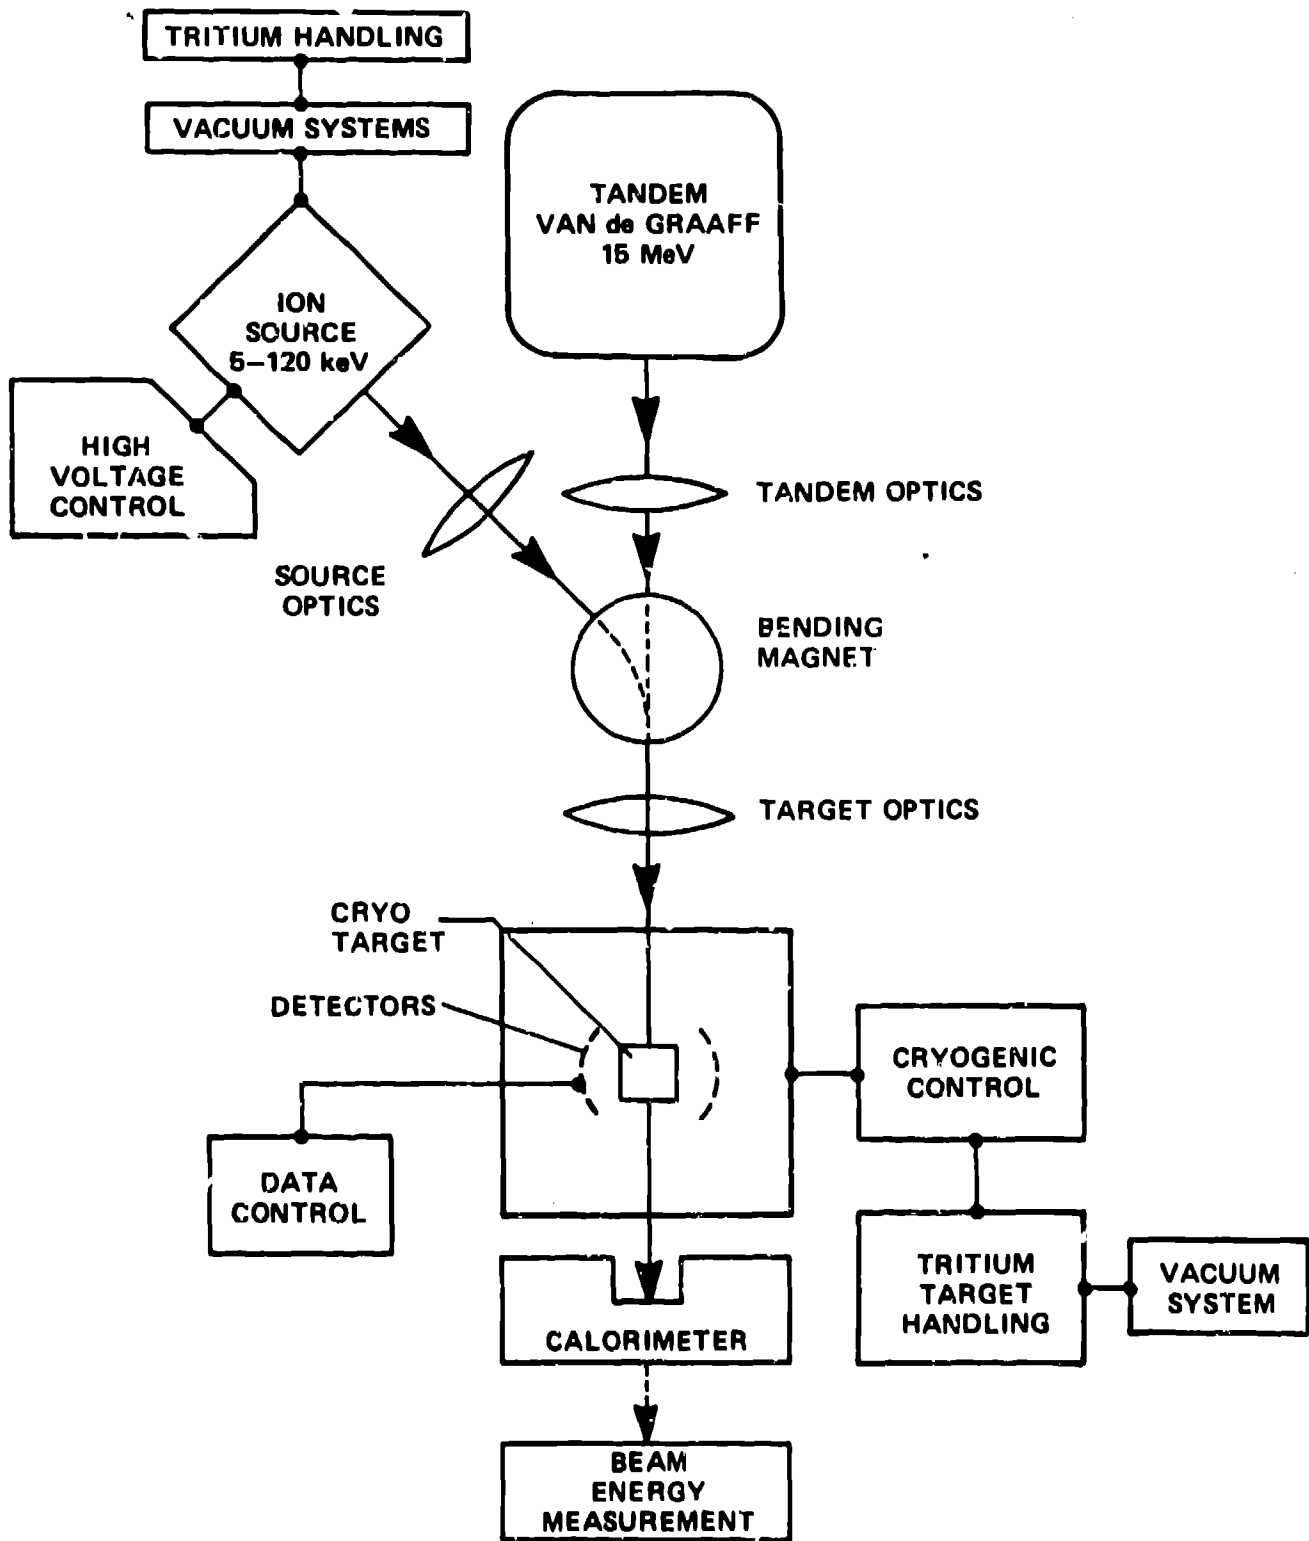 TRITIUM HANDLING
VACUUM SYSTEMS
TANDEM
VAN de GRAAFF
15 MeV
ION
SOURCE
5–120 keV
HIGH
VOLTAGE
CONTROL
TANDEM OPTICS
SOURCE
OPTICS
BENDING
MAGNET
TARGET OPTICS
CRYO
TARGET
DETECTORS
CRYOGENIC
CONTROL
DATA
CONTROL
TRITIUM
TARGET
HANDLING
VACUUM
SYSTEM
CALORIMETER
BEAM
ENERGY
MEASUREMENT